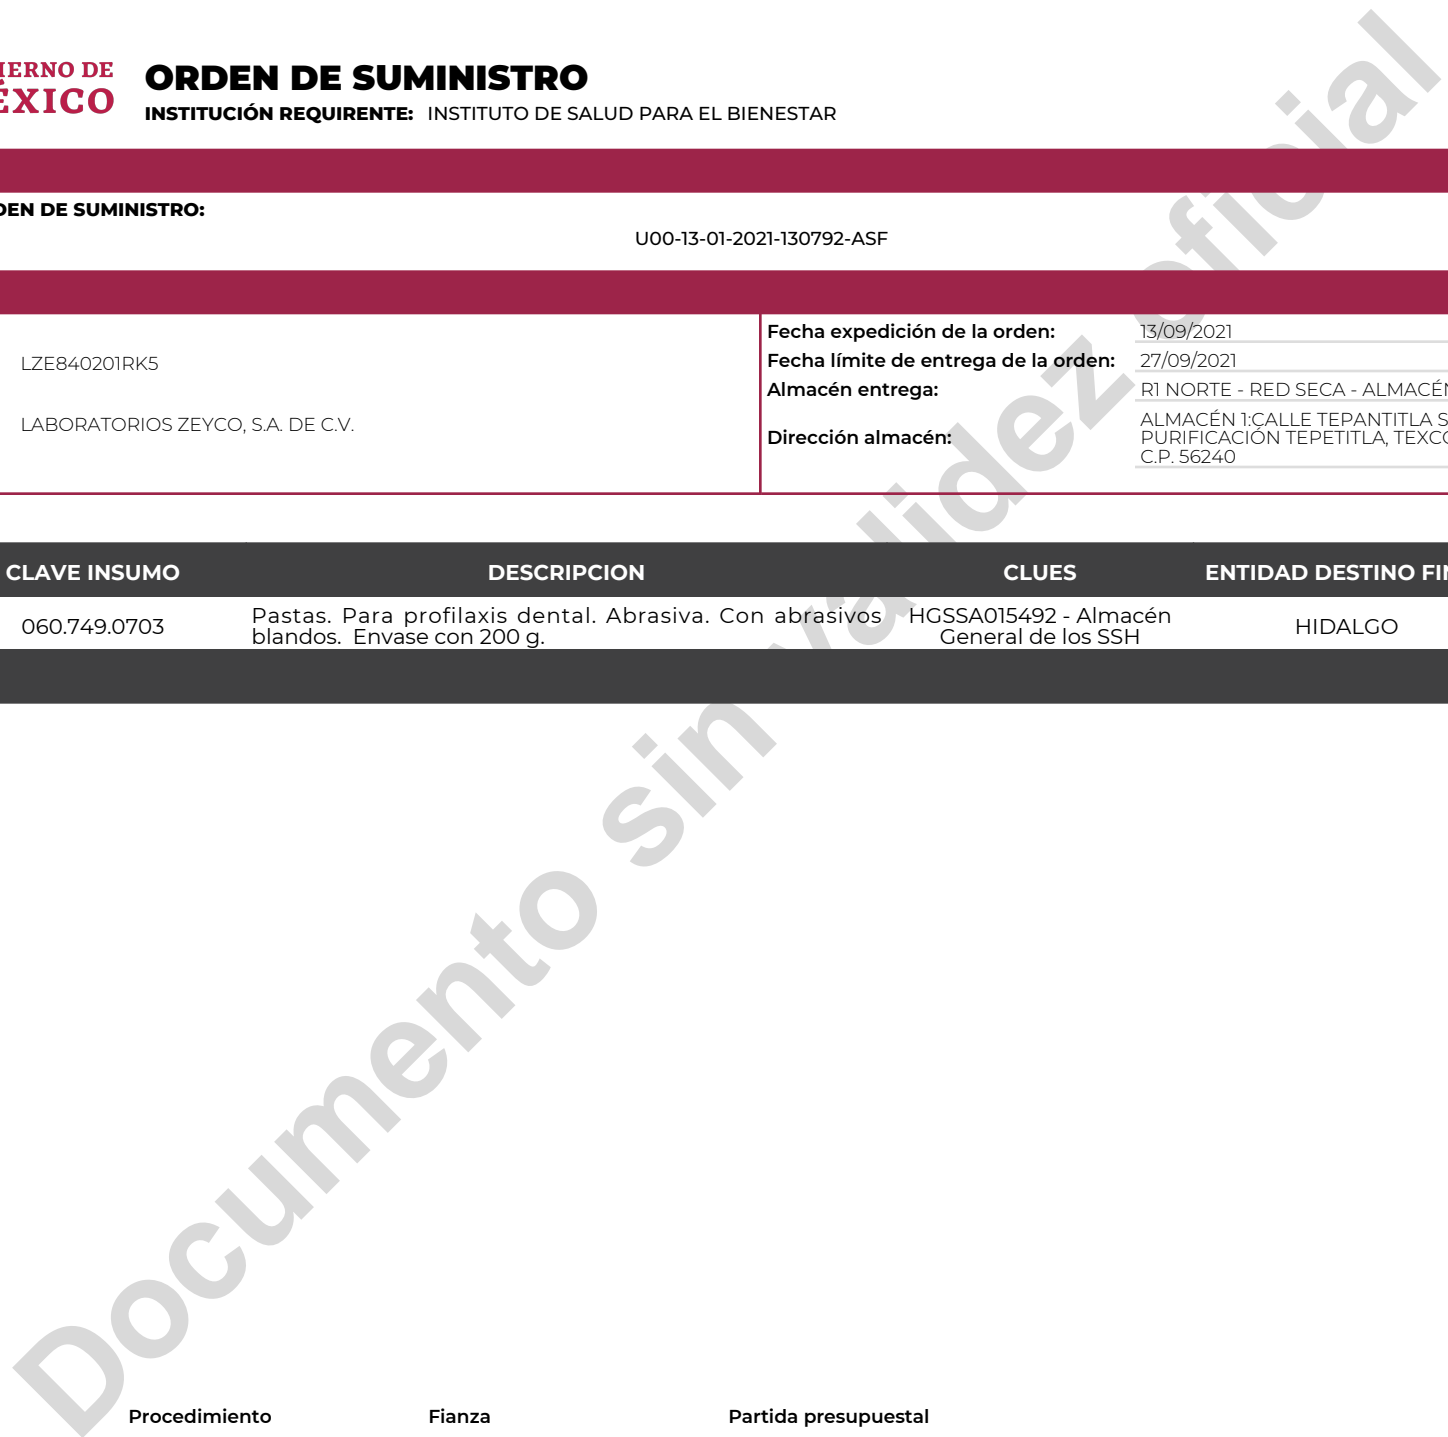 IERNO DE
ÉXICO
ORDEN DE SUMINISTRO
INSTITUCIÓN REQUIRENTE: INSTITUTO DE SALUD PARA EL BIENESTAR
DEN DE SUMINISTRO:
U00-13-01-2021-130792-ASF
LZE840201RK5
LABORATORIOS ZEYCO, S.A. DE C.V.
Fecha expedición de la orden: 13/09/2021
Fecha límite de entrega de la orden: 27/09/2021
Almacén entrega: R1 NORTE - RED SECA - ALMACÉN
Dirección almacén: ALMACÉN 1:CALLE TEPANTITLA S
PURIFICACIÓN TEPETITLA, TEXCO
C.P. 56240
CLAVE INSUMO DESCRIPCION CLUES ENTIDAD DESTINO FIN
060.749.0703 Pastas. Para profilaxis dental. Abrasiva. Con abrasivos HGSSA015492 - Almacén HIDALGO
blandos. Envase con 200 g. General de los SSH
Documento sin validez oficial
Procedimiento Fianza Partida presupuestal